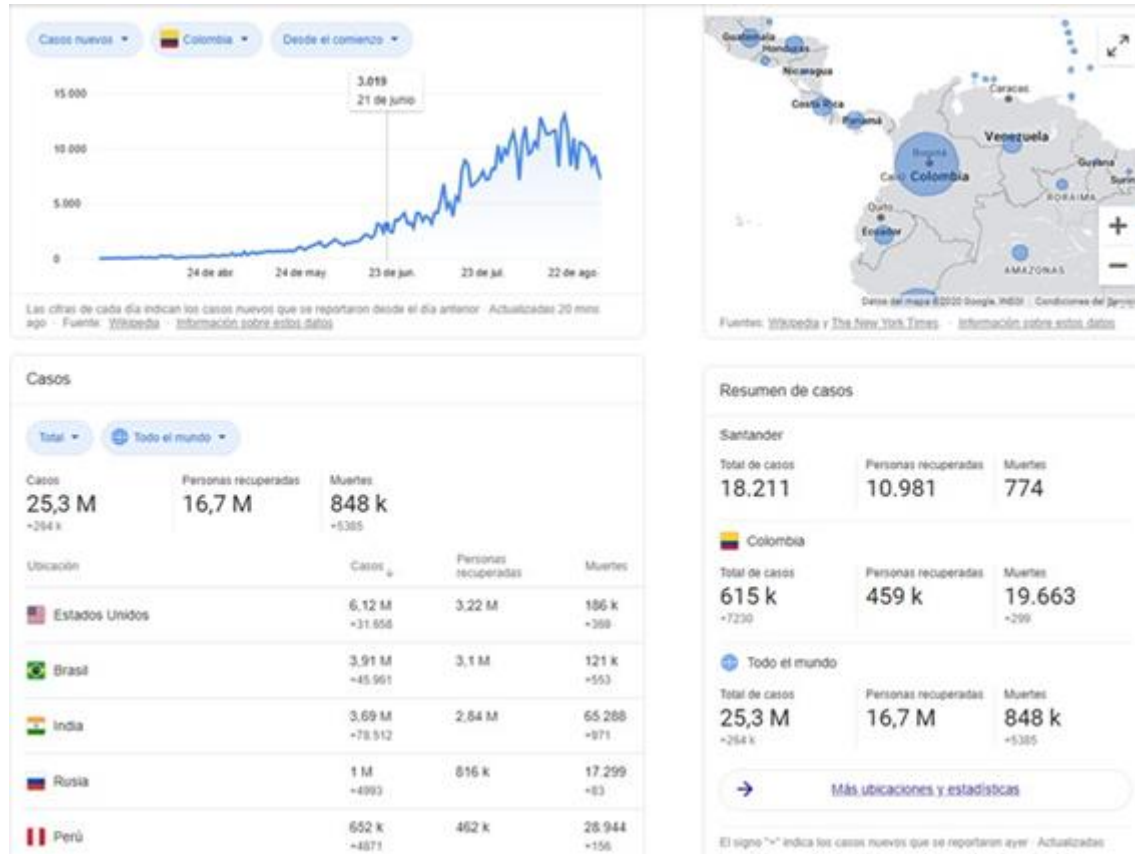 Casos nuevos
Colombia
Desde el comienzo
3.019
21 de junio
15.000
10.000
5.000
0
24 de abr.
24 de may.
23 de jun.
23 de jul.
22 de ago.
Las cifras de cada día indican los casos nuevos que se reportaron desde el día anterior · Actualizadas 20 mins
ago · Fuente: Wikipedia · Información sobre estos datos
Guatemala
Honduras
Nicaragua
Costa Rica
Panamá
Caracas
Venezuela
Guyana
Bogotá
Cali
Colombia
RORAIMA
Quito
Ecuador
AMAZONAS
Datos del mapa ©2020 Google, INEGI
Condiciones del
Fuentes: Wikipedia y The New York Times · Información sobre estos datos
Casos
Total
Todo el mundo
Casos
Personas recuperadas
Muertes
25,3 M
16,7 M
848 k
+264 k
+5385
Ubicación
Casos
Personas
recuperadas
Muertes
Estados Unidos
6,12 M
3,22 M
186 k
+31.658
+369
Brasil
3,91 M
3,1 M
121 k
+45.961
+553
India
3,69 M
2,84 M
65.288
+78.512
+971
Rusia
1 M
816 k
17.299
+4993
+83
Perú
652 k
462 k
28.944
+4871
+156
Resumen de casos
Santander
Total de casos
Personas recuperadas
Muertes
18.211
10.981
774
Colombia
Total de casos
Personas recuperadas
Muertes
615 k
459 k
19.663
+7230
+299
Todo el mundo
Total de casos
Personas recuperadas
Muertes
25,3 M
16,7 M
848 k
+264 k
+5385
Más ubicaciones y estadísticas
El signo "+" indica los casos nuevos que se reportaron ayer · Actualizadas